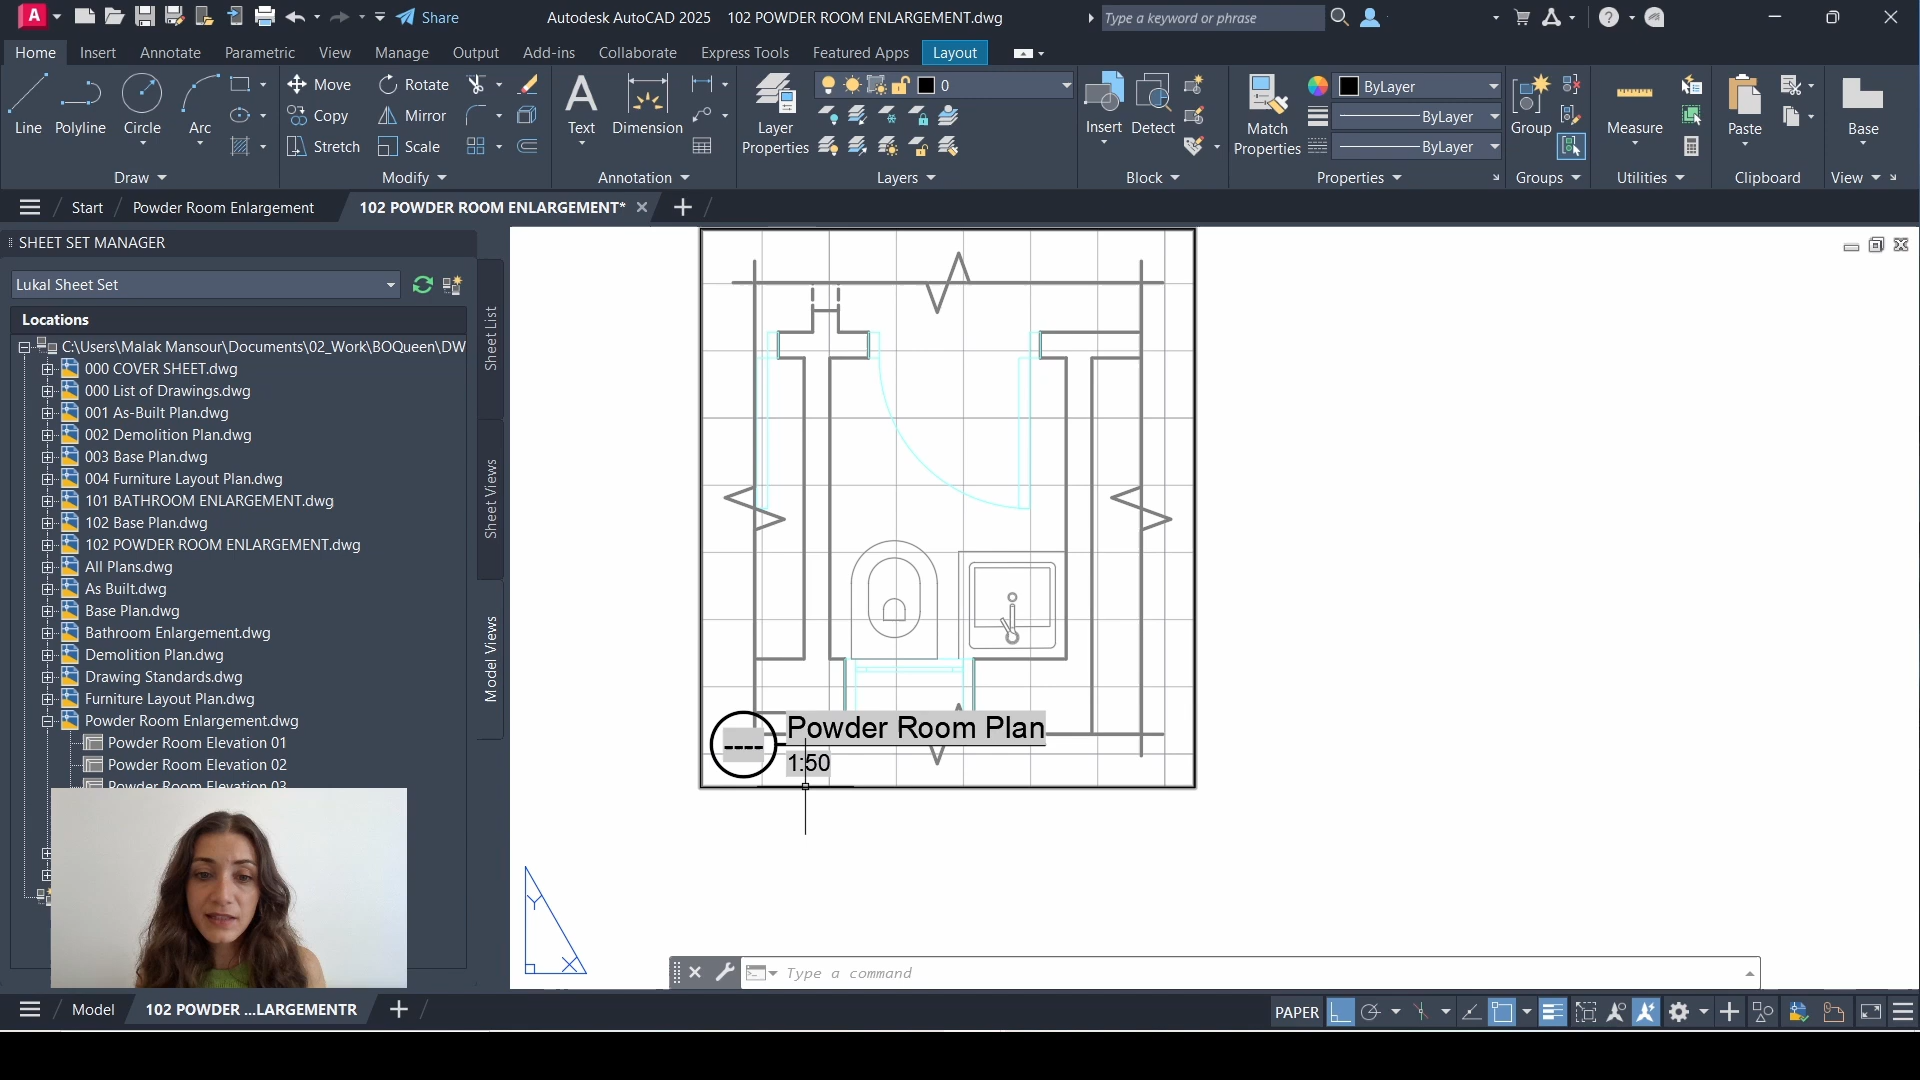 A
Share
Autodesk AutoCAD 2025 102 POWDER ROOM ENLARGEMENT.dwg
Type a keyword or phrase
Home Insert Annotate Parametric View Manage Output Add-ins Collaborate Express Tools Featured Apps Layout
Line Polyline Circle Arc
Move Rotate
Copy Mirror
Stretch Scale
Text Dimension
Layer Properties
0
Insert Detect
Match Properties
ByLayer
ByLayer
ByLayer
Group
Measure
Paste
Base
Draw Modify Annotation Layers Block Properties Groups Utilities Clipboard View
Start Powder Room Enlargement 102 POWDER ROOM ENLARGEMENT*
SHEET SET MANAGER
Lukal Sheet Set
Locations
C:\Users\Malak Mansour\Documents\02_Work\BOQueen\DW
000 COVER SHEET.dwg
000 List of Drawings.dwg
001 As-Built Plan.dwg
002 Demolition Plan.dwg
003 Base Plan.dwg
004 Furniture Layout Plan.dwg
101 BATHROOM ENLARGEMENT.dwg
102 Base Plan.dwg
102 POWDER ROOM ENLARGEMENT.dwg
All Plans.dwg
As Built.dwg
Base Plan.dwg
Bathroom Enlargement.dwg
Demolition Plan.dwg
Drawing Standards.dwg
Furniture Layout Plan.dwg
Powder Room Enlargement.dwg
Powder Room Elevation 01
Powder Room Elevation 02
Powder Room Elevation 03
Sheet List
Sheet Views
Model Views
----
Powder Room Plan
1:50
Y
X
Type a command
Model 102 POWDER ...LARGEMENTR
PAPER